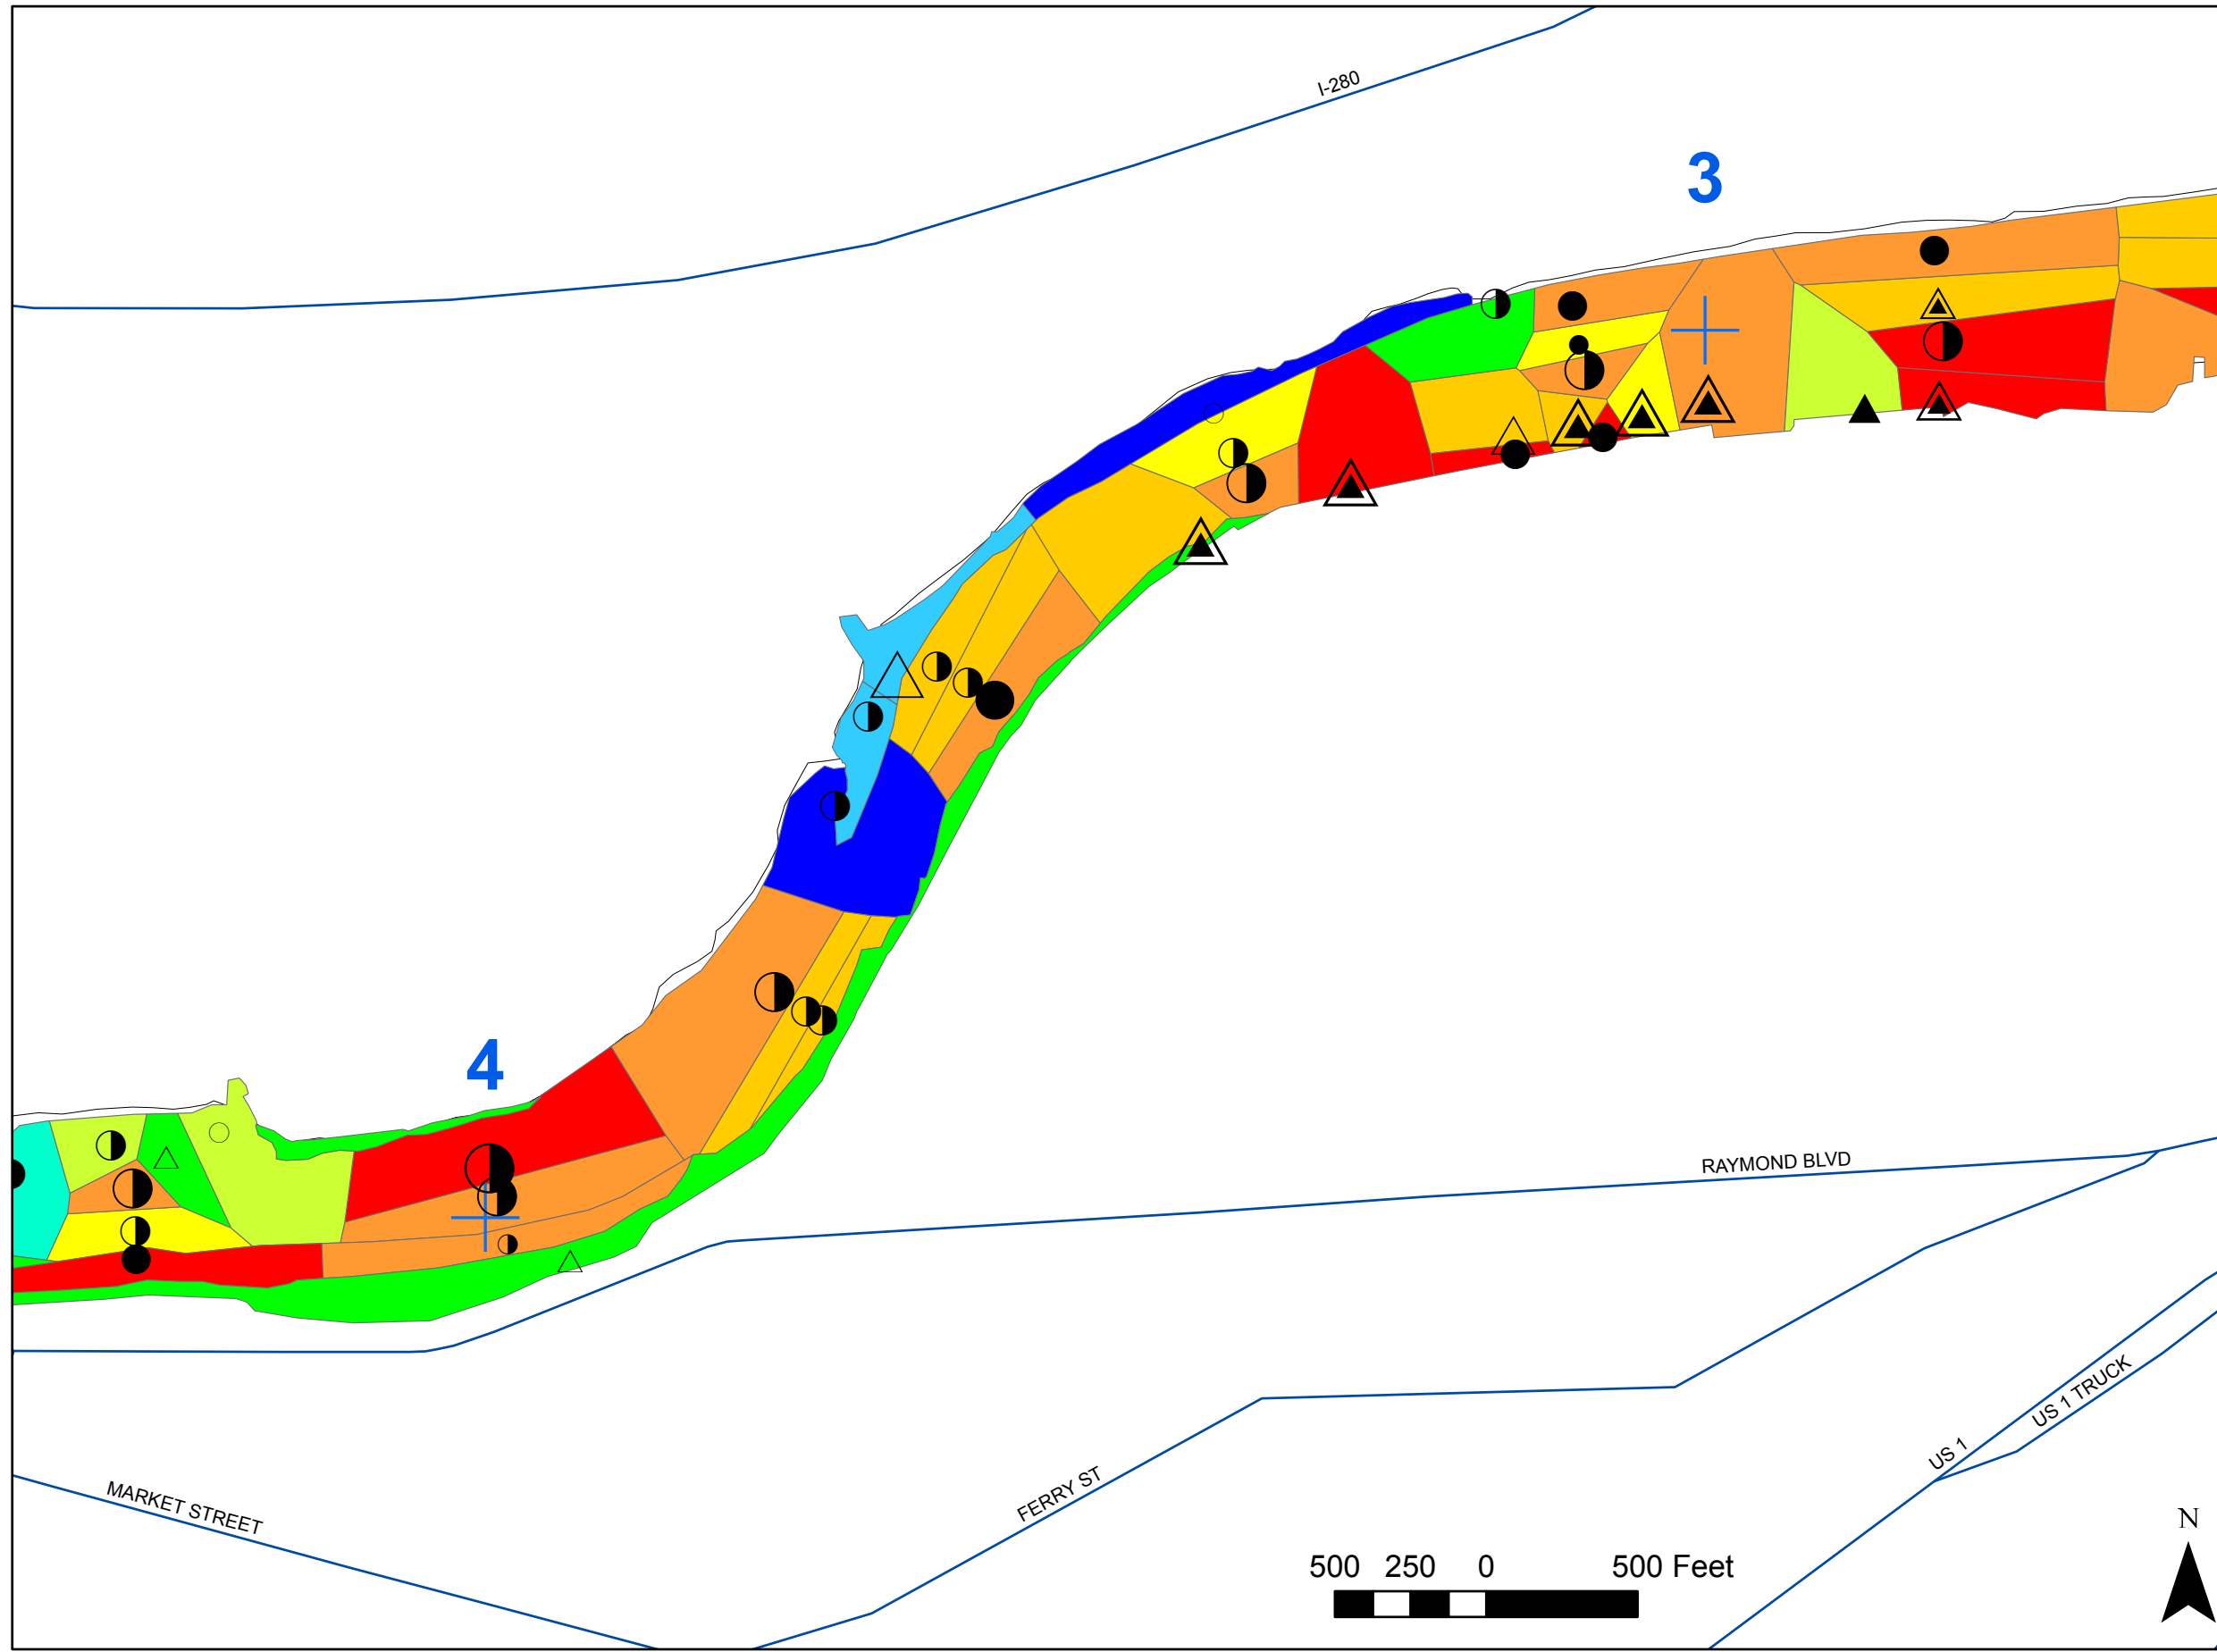 I-280
3
4
RAYMOND BLVD
US 1 TRUCK
US 1
FERRY ST
MARKET STREET
N
500 250 0 500 Feet